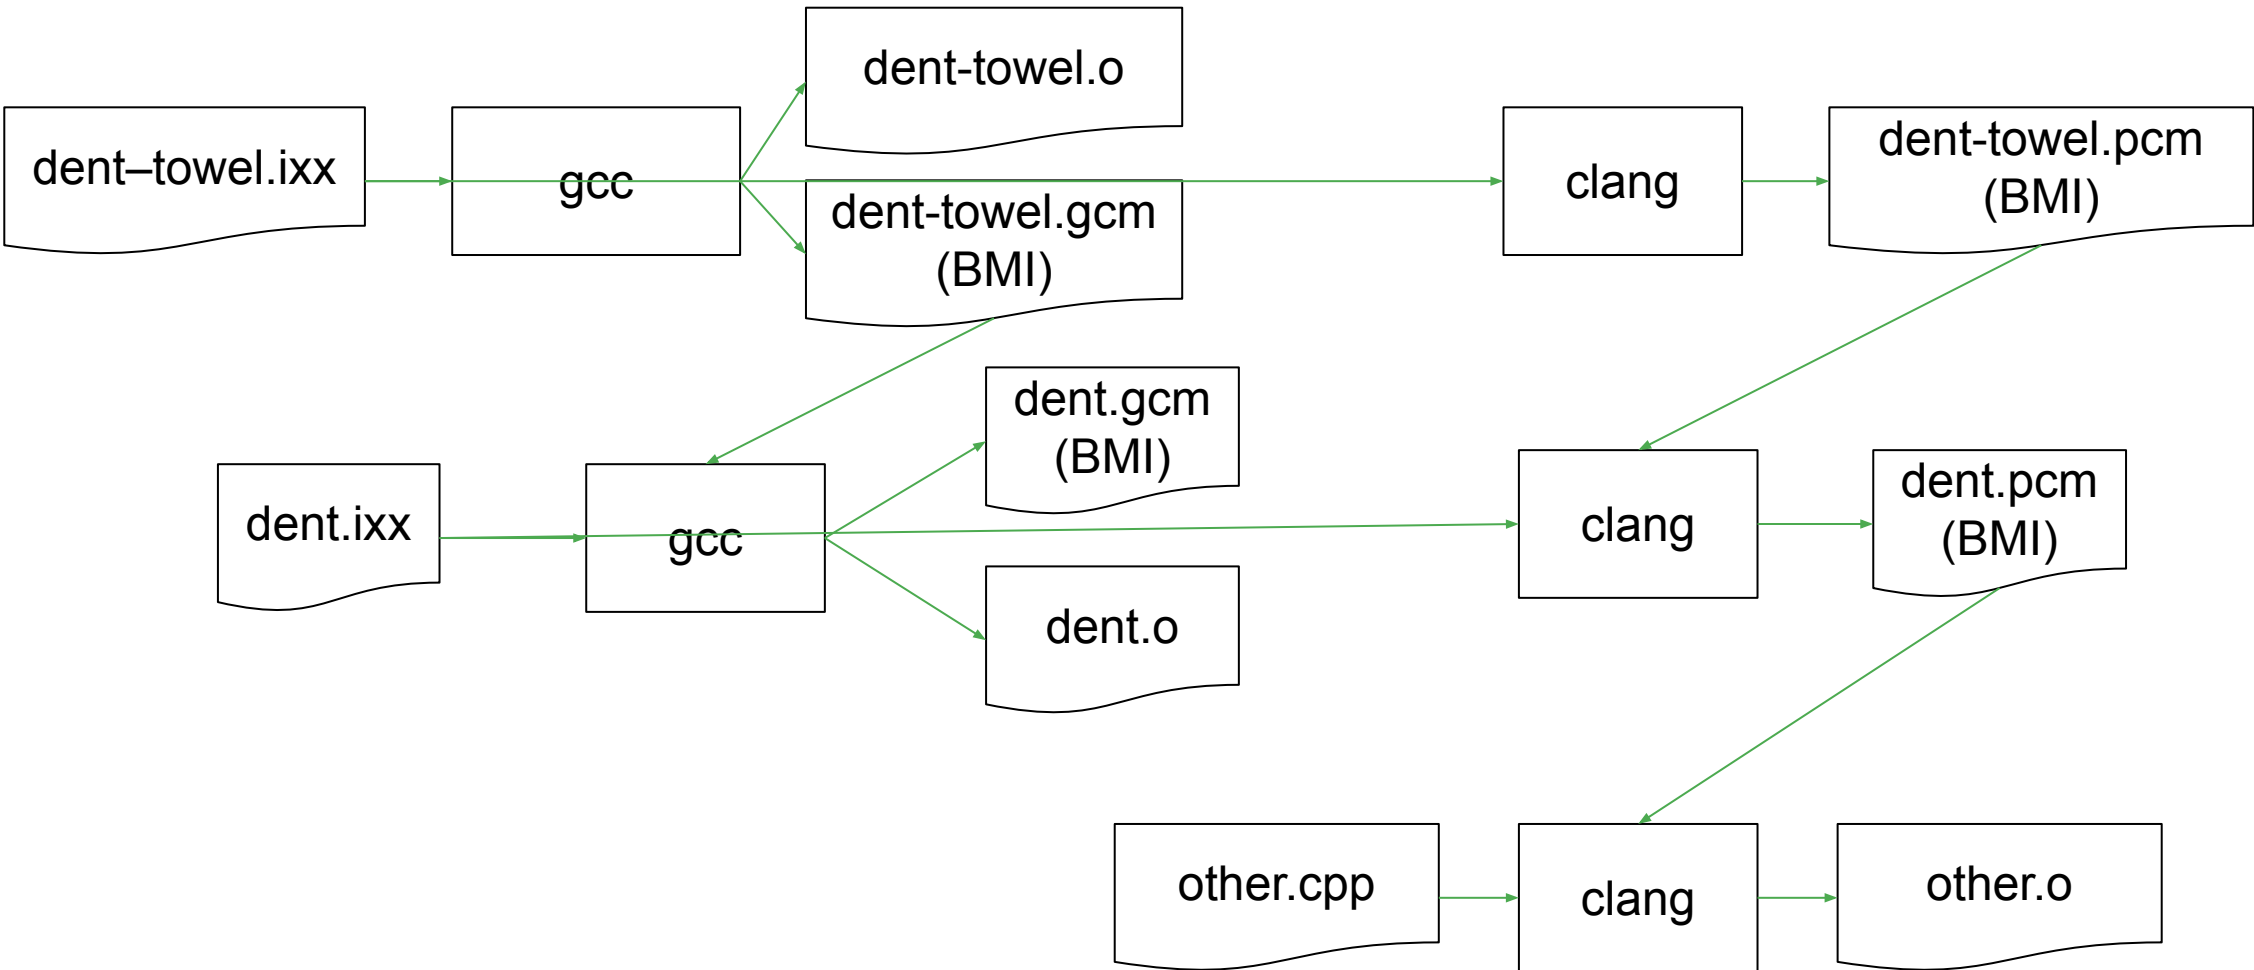 dent-towel.o
dent–towel.ixx
gcc
dent-towel.gcm
(BMI)
clang
dent-towel.pcm
(BMI)
dent.gcm
(BMI)
dent.ixx
gcc
clang
dent.pcm
(BMI)
dent.o
other.cpp
clang
other.o